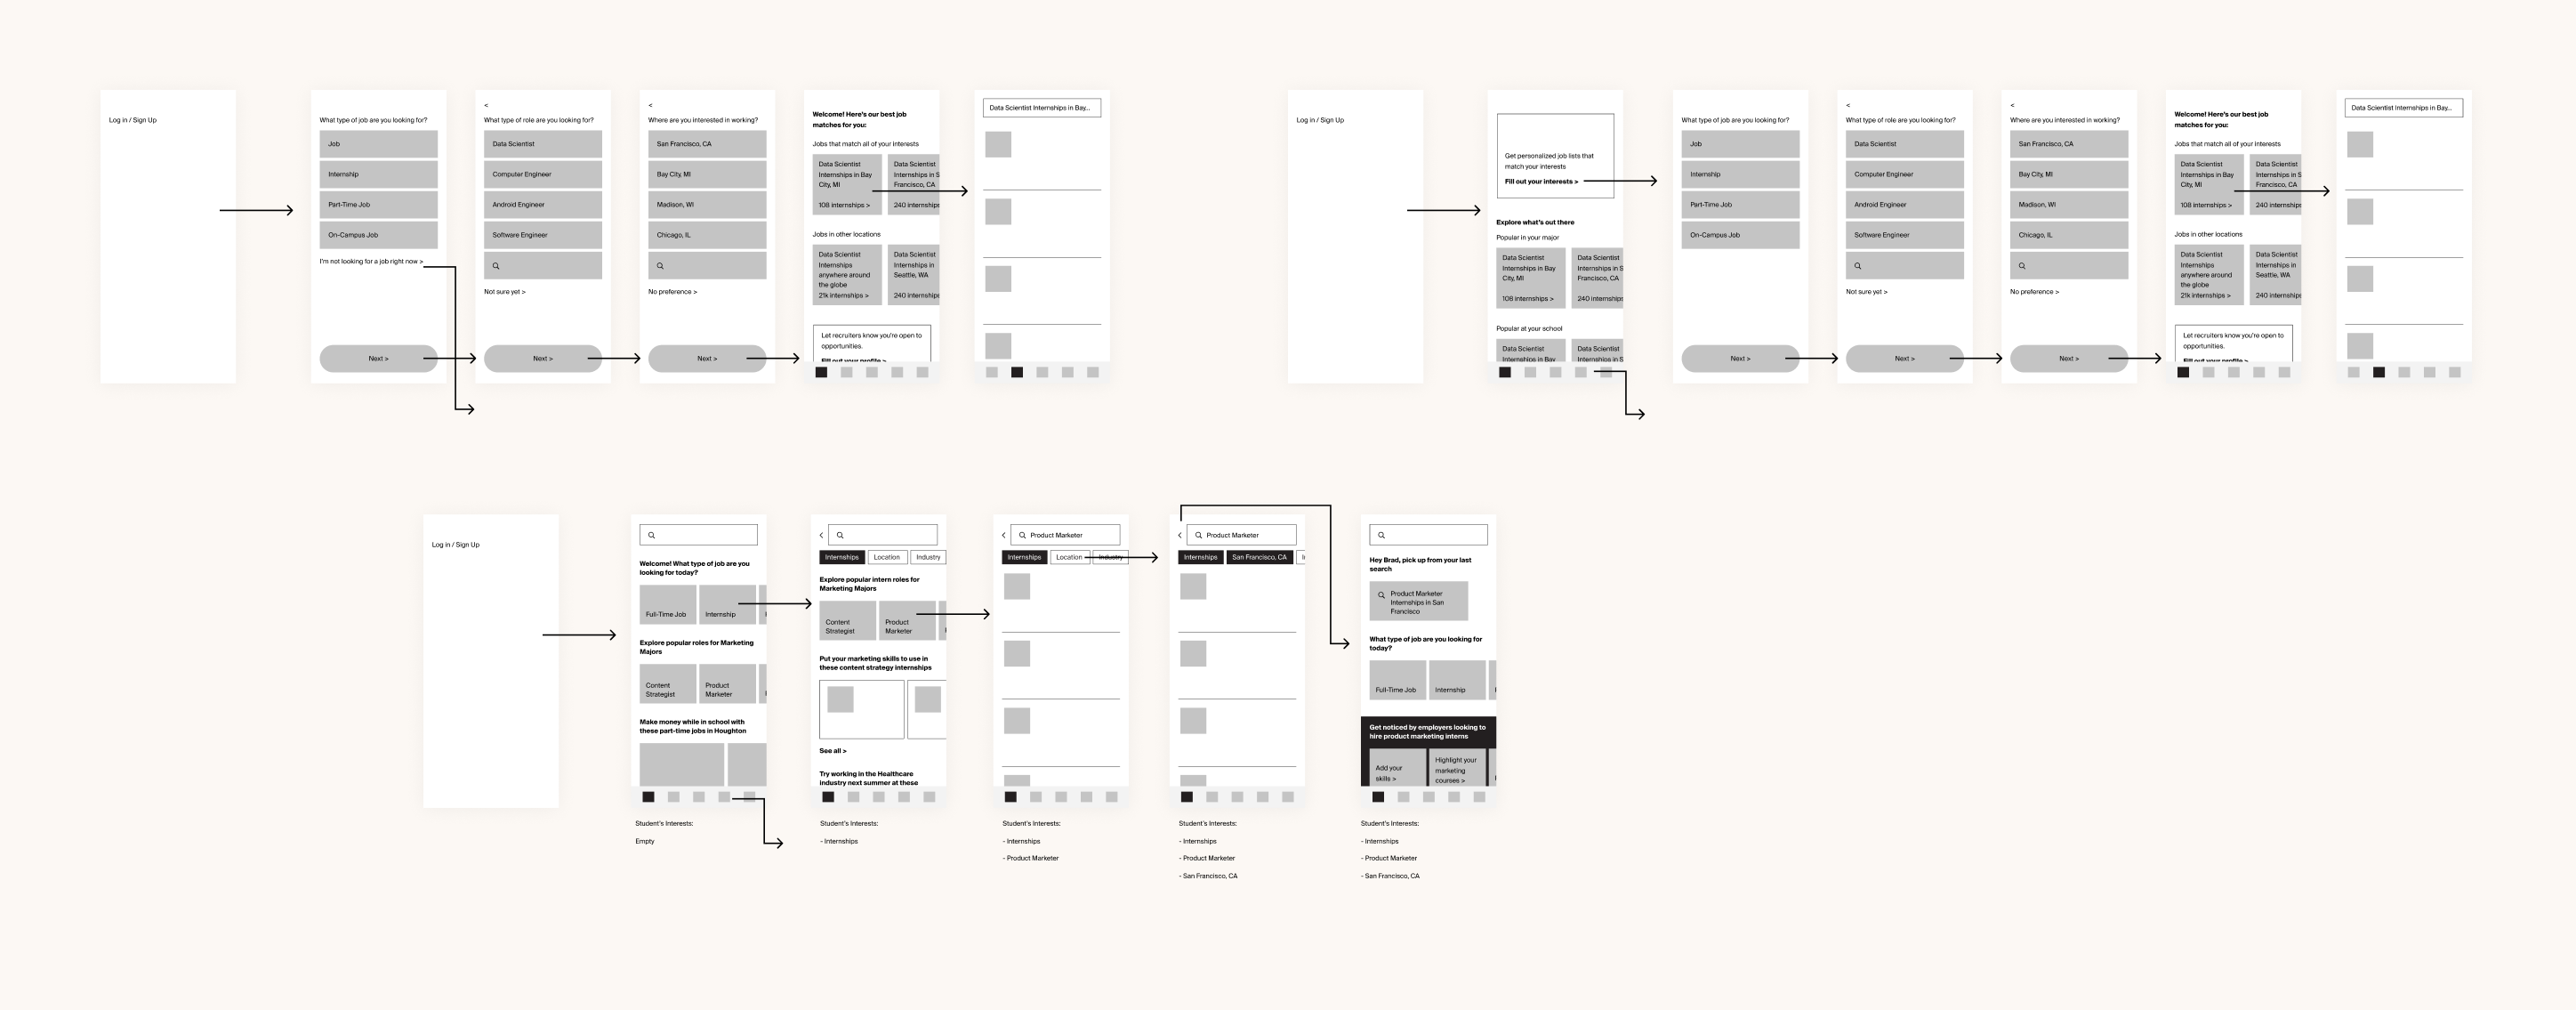 Log in / Sign Up
What type of job are you looking for?
Job
Internship
Part-Time Job
On-Campus Job
I'm not looking for a job right now >
Next >
<
What type of role are you looking for?
Data Scientist
Computer Engineer
Android Engineer
Software Engineer
Not sure yet >
Next >
<
Where are you interested in working?
San Francisco, CA
Bay City, MI
Madison, WI
Chicago, IL
No preference >
Next >
Welcome! Here's our best job
matches for you:
Jobs that match all of your interests
Data Scientist
Internships in Bay
City, MI
108 internships >
Data Scientist
Internships in S
Francisco, CA
240 internships
Jobs in other locations
Data Scientist
Internships
anywhere around
the globe
21k internships >
Data Scientist
Internships in
Seattle, WA
240 internships
Let recruiters know you're open to
opportunities.
Fill out your profile >
Data Scientist Internships in Bay...
Log in / Sign Up
Get personalized job lists that
match your interests
Fill out your interests >
Explore what's out there
Popular in your major
Data Scientist
Internships in Bay
City, MI
108 internships >
Data Scientist
Internships in S
Francisco, CA
240 internships
Popular at your school
Data Scientist
Internships in Bay
Data Scientist
Internships in S
What type of job are you looking for?
Job
Internship
Part-Time Job
On-Campus Job
Next >
<
What type of role are you looking for?
Data Scientist
Computer Engineer
Android Engineer
Software Engineer
Not sure yet >
Next >
<
Where are you interested in working?
San Francisco, CA
Bay City, MI
Madison, WI
Chicago, IL
No preference >
Next >
Welcome! Here's our best job
matches for you:
Jobs that match all of your interests
Data Scientist
Internships in Bay
City, MI
108 internships >
Data Scientist
Internships in S
Francisco, CA
240 internships
Jobs in other locations
Data Scientist
Internships
anywhere around
the globe
21k internships >
Data Scientist
Internships in
Seattle, WA
240 internships
Let recruiters know you're open to
opportunities.
Fill out your profile >
Data Scientist Internships in Bay...
Log in / Sign Up
Welcome! What type of job are you
looking for today?
Full-Time Job
Internship
Explore popular roles for Marketing
Majors
Content
Strategist
Product
Marketer
Make money while in school with
these part-time jobs in Houghton
Student's Interests:
Empty
<
Internships
Location
Industry
Explore popular intern roles for
Marketing Majors
Content
Strategist
Product
Marketer
Put your marketing skills to use in
these content strategy internships
See all >
Try working in the Healthcare
industry next summer at these
Student's Interests:
- Internships
<
Product Marketer
Internships
Location
Industry
Student's Interests:
- Internships
- Product Marketer
<
Product Marketer
Internships
San Francisco, CA
Student's Interests:
- Internships
- Product Marketer
- San Francisco, CA
Hey Brad, pick up from your last
search
Product Marketer
Internships in San
Francisco
What type of job are you looking for
today?
Full-Time Job
Internship
Get noticed by employers looking to
hire product marketing interns
Add your
skills >
Highlight your
marketing
courses >
Student's Interests:
- Internships
- Product Marketer
- San Francisco, CA